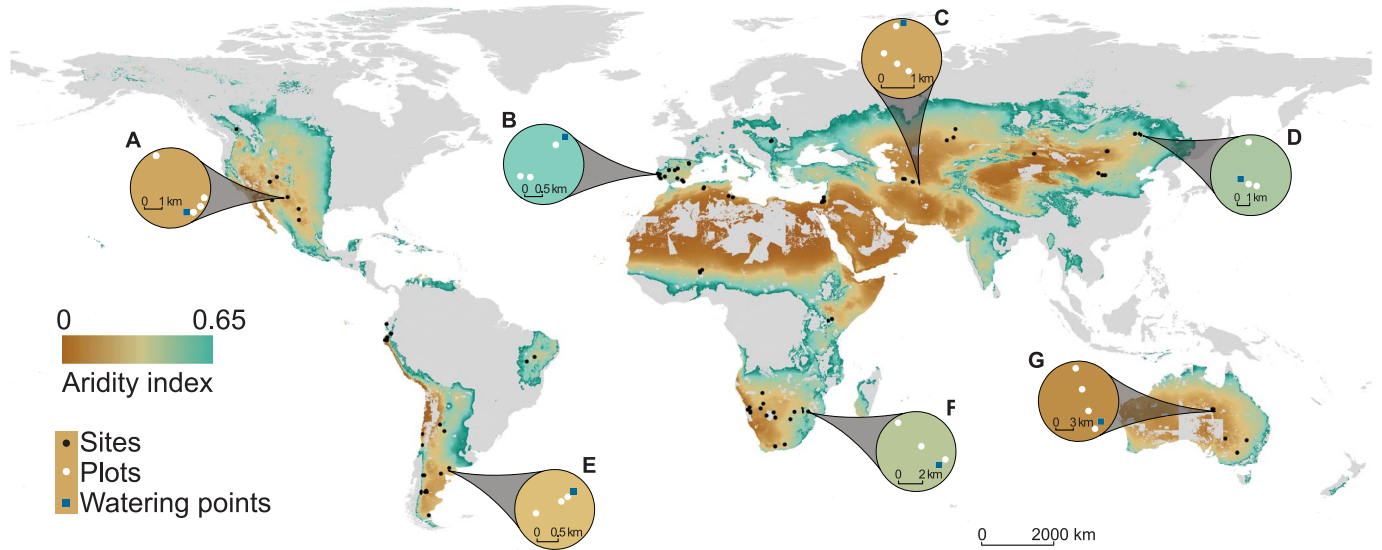 A
0 1 km
B
0 0.5 km
C
0 1 km
D
0 1 km
E
0 0.5 km
F
0 2 km
G
0 3 km
0 0.65
Aridity index
Sites
Plots
Watering points
0 2000 km